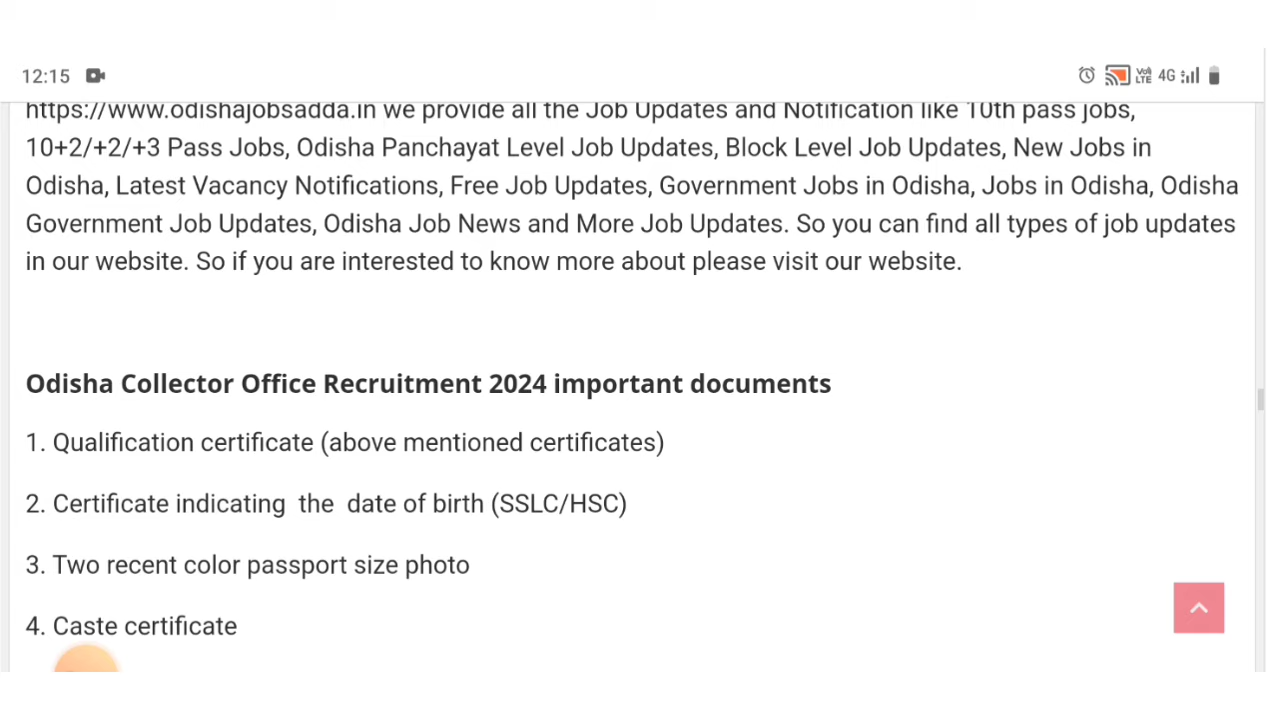 12:15
Vo)) LTE 4G
https://www.odishajobsadda.in we provide all the Job Updates and Notification like 10th pass jobs,
10+2/+2/+3 Pass Jobs, Odisha Panchayat Level Job Updates, Block Level Job Updates, New Jobs in
Odisha, Latest Vacancy Notifications, Free Job Updates, Government Jobs in Odisha, Jobs in Odisha, Odisha
Government Job Updates, Odisha Job News and More Job Updates. So you can find all types of job updates
in our website. So if you are interested to know more about please visit our website.
Odisha Collector Office Recruitment 2024 important documents
1. Qualification certificate (above mentioned certificates)
2. Certificate indicating  the  date of birth (SSLC/HSC)
3. Two recent color passport size photo
4. Caste certificate